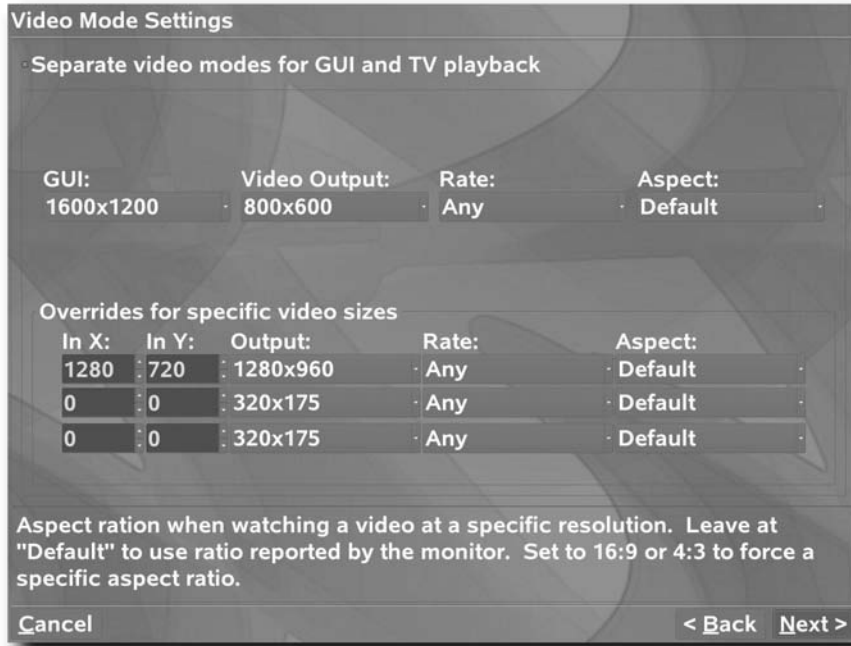 Video Mode Settings
Separate video modes for GUI and TV playback
GUI: Video Output: Rate: Aspect:
1600x1200 800x600 Any Default
Overrides for specific video sizes
In X: In Y: Output: Rate: Aspect:
1280 720 1280x960 Any Default
0 0 320x175 Any Default
0 0 320x175 Any Default
Aspect ration when watching a video at a specific resolution. Leave at
"Default" to use ratio reported by the monitor. Set to 16:9 or 4:3 to force a
specific aspect ratio.
Cancel < Back Next >